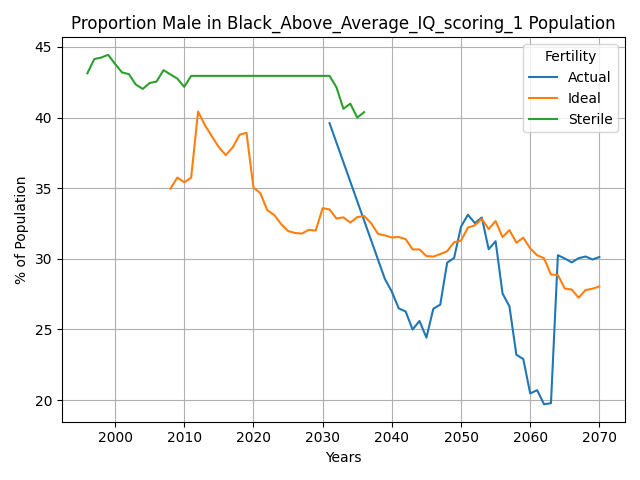 Proportion Male in Black_Above_Average_IQ_scoring_1 Population
Fertility
Actual
Ideal
Sterile
% of Population
45
40
35
30
25
20
2000 2010 2020 2030 2040 2050 2060 2070
Years